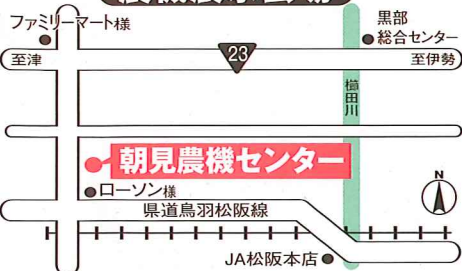 ファミリーマート様
黒部
総合センター
至津
23
至伊勢
櫛田川
朝見農機センター
ローソン様
N
県道鳥羽松阪線
JA松阪本店